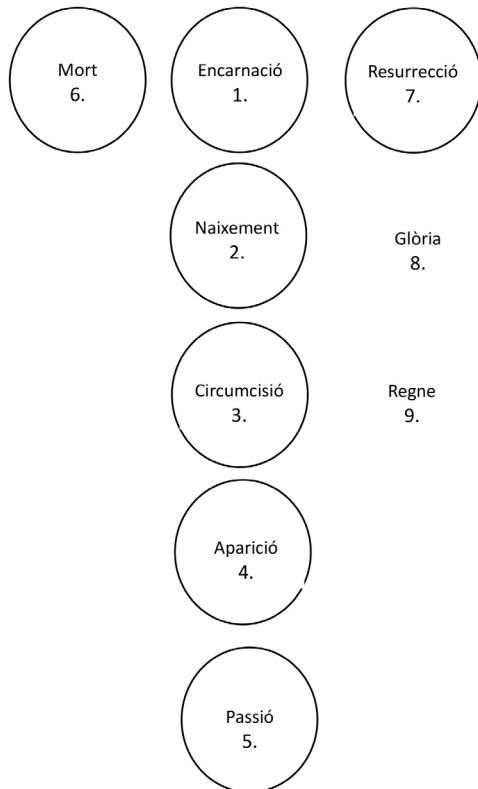 Mort
6.
Encarnació
1.
Resurrecció
7.
Naixement
2.
Glòria
8.
Circumcisió
3.
Regne
9.
Aparició
4.
Passió
5.